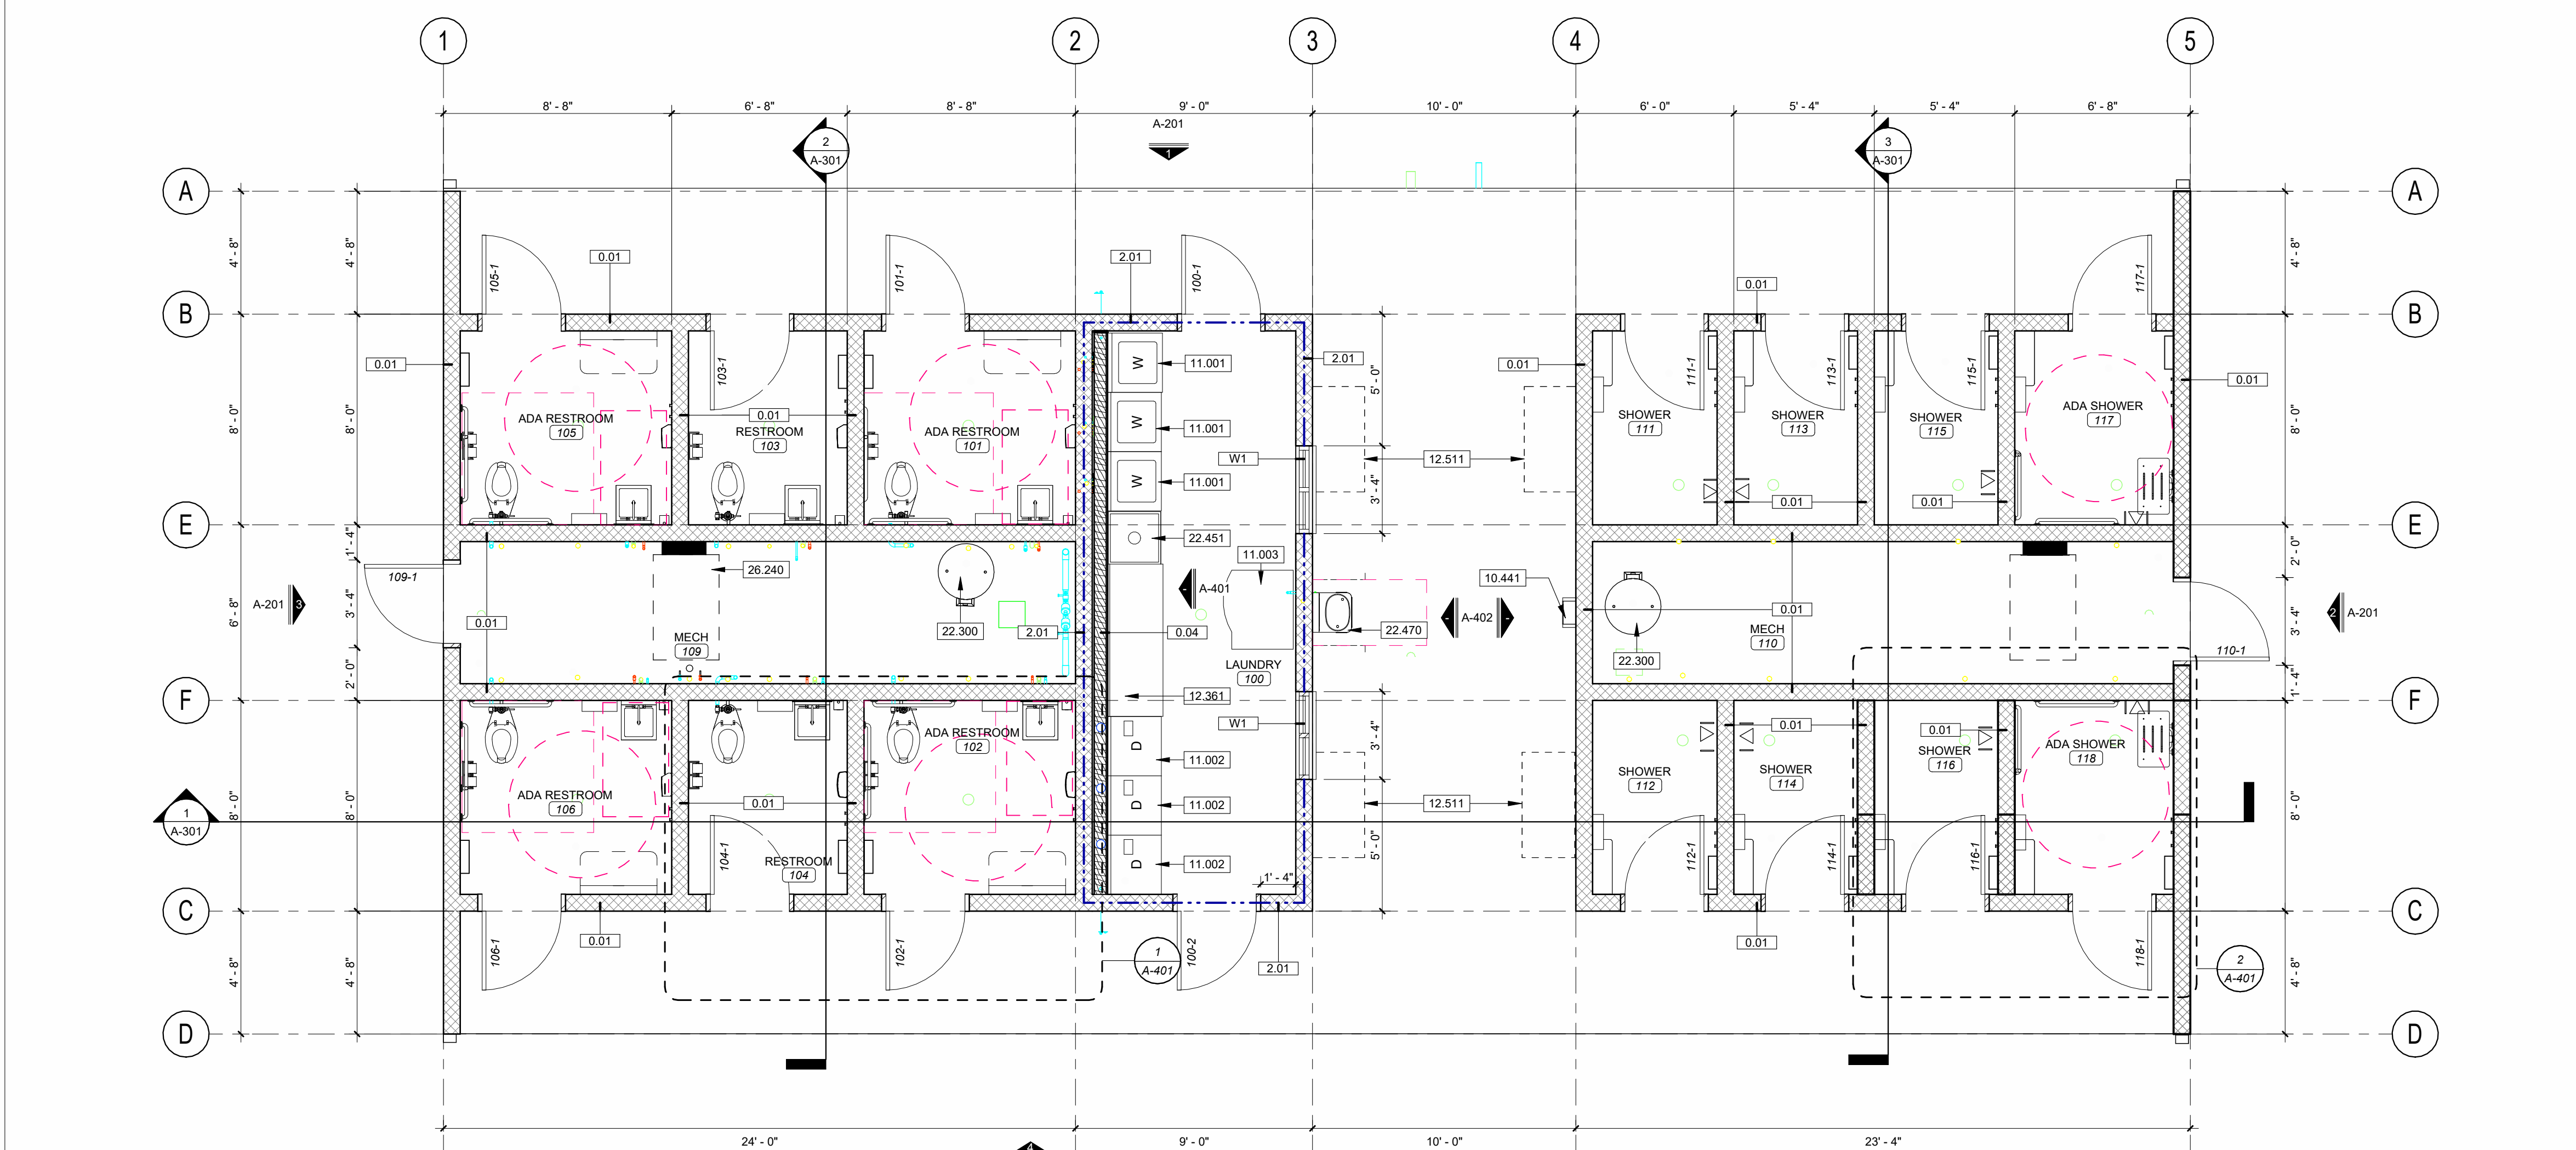 1
2
3
4
5
8' - 8"
6' - 8"
8' - 8"
9' - 0"
10' - 0"
6' - 0"
5' - 4"
5' - 4"
6' - 8"
A-201
1
2
A-301
3
A-301
A
A
4' - 8"
4' - 8"
4' - 8"
105-1
0.01
101-1
2.01
100-1
0.01
117-1
B
B
0.01
103-1
W
11.001
2.01
0.01
111-1
113-1
115-1
0.01
5' - 0"
8' - 0"
8' - 0"
8' - 0"
ADA RESTROOM
105
0.01
RESTROOM
103
ADA RESTROOM
101
W
11.001
W1
12.511
SHOWER
111
SHOWER
113
SHOWER
115
ADA SHOWER
117
W
11.001
3' - 4"
0.01
0.01
E
E
1' - 4"
22.451
11.003
2' - 0"
109-1
26.240
A-401
-
10.441
A-201
3
6' - 8"
3' - 4"
0.01
22.300
2.01
0.04
22.470
-
A-402
-
0.01
3' - 4"
2
A-201
MECH
109
MECH
110
22.300
110-1
2' - 0"
LAUNDRY
100
1' - 4"
F
F
12.361
W1
3' - 4"
ADA RESTROOM
102
0.01
0.01
D
11.002
SHOWER
112
SHOWER
114
SHOWER
116
ADA SHOWER
118
ADA RESTROOM
106
0.01
D
11.002
12.511
8' - 0"
8' - 0"
8' - 0"
1
A-301
104-1
RESTROOM
104
D
11.002
5' - 0"
1' - 4"
112-1
114-1
116-1
C
C
106-1
0.01
102-1
1
A-401
100-2
2.01
0.01
118-1
2
A-401
4' - 8"
4' - 8"
4' - 8"
D
D
24' - 0"
9' - 0"
10' - 0"
23' - 4"